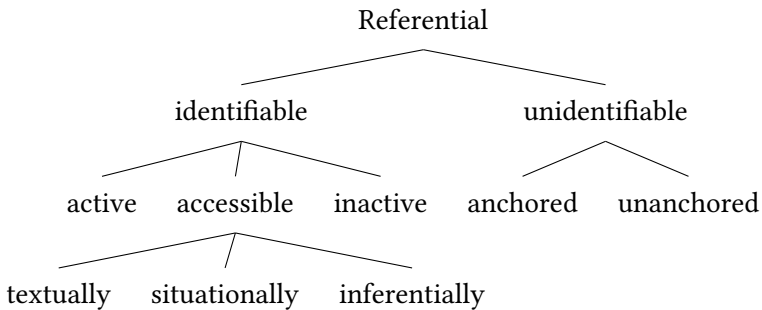 Referential
identifiable unidentifiable
active accessible inactive anchored unanchored
textually situationally inferentially